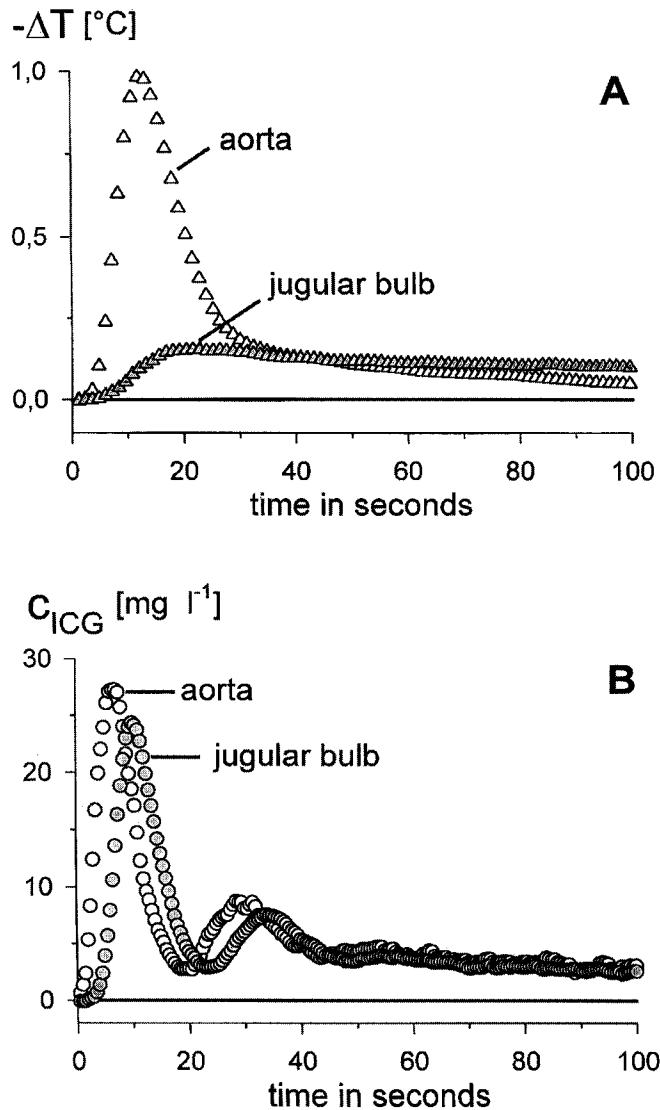 -ΔT [°C]
A
1,0
0,5
0,0
aorta
jugular bulb
0 20 40 60 80 100
time in seconds
C_ICG [mg l⁻¹]
B
30
20
10
0
aorta
jugular bulb
0 20 40 60 80 100
time in seconds